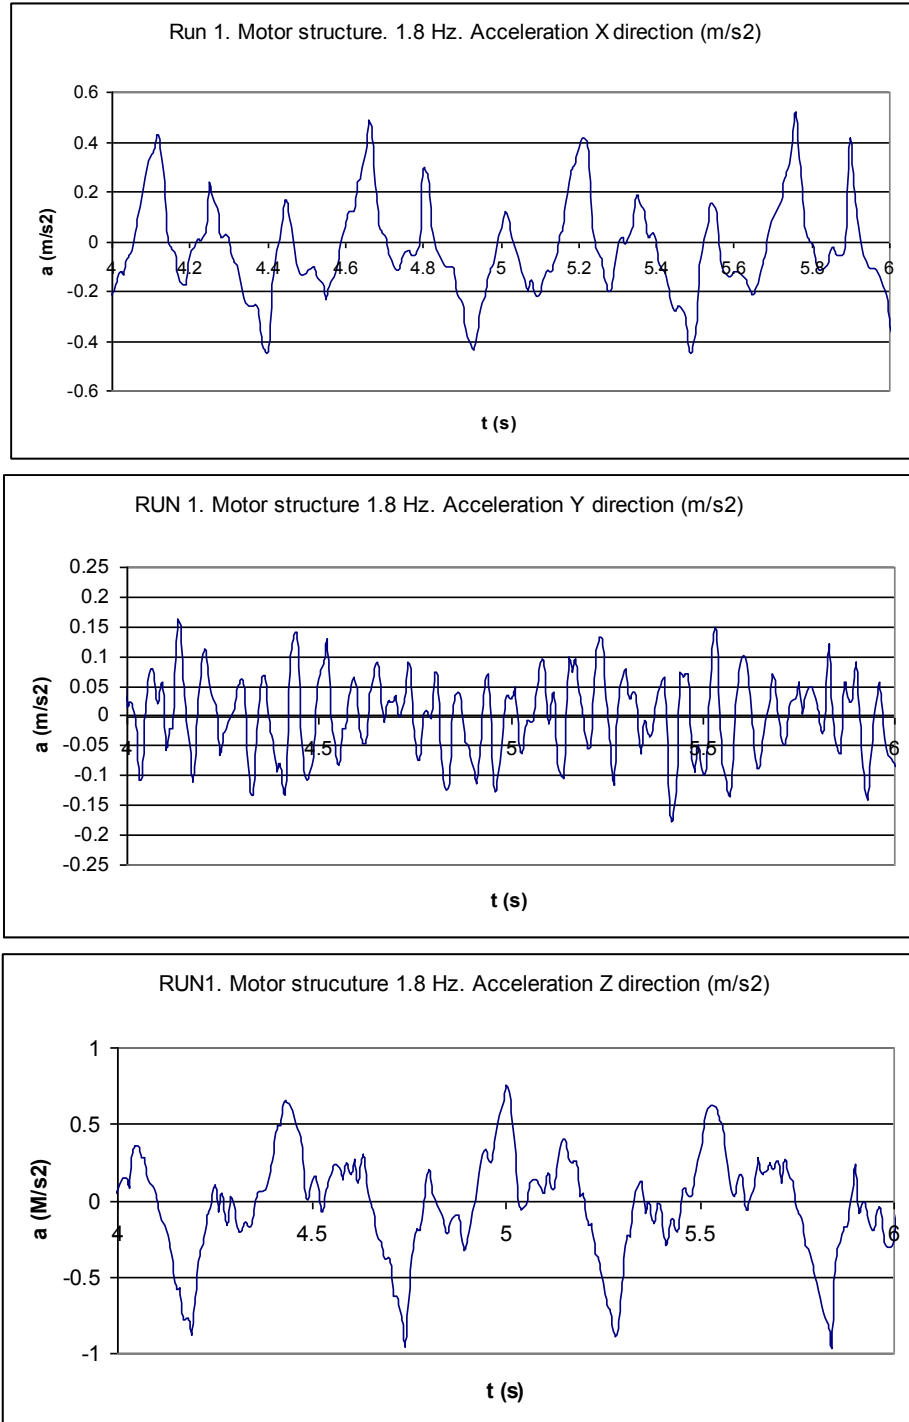 Run 1. Motor structure. 1.8 Hz. Acceleration X direction (m/s2)
0.6
0.4
0.2
0
-0.2
-0.4
-0.6
4 4.2 4.4 4.6 4.8 5 5.2 5.4 5.6 5.8 6
a (m/s2)
t (s)
RUN 1. Motor structure 1.8 Hz. Acceleration Y direction (m/s2)
0.25
0.2
0.15
0.1
0.05
0
-0.05
-0.1
-0.15
-0.2
-0.25
4 4.5 5 5.5 6
a (m/s2)
t (s)
RUN1. Motor strucuture 1.8 Hz. Acceleration Z direction (m/s2)
1
0.5
0
-0.5
-1
4 4.5 5 5.5 6
a (M/s2)
t (s)